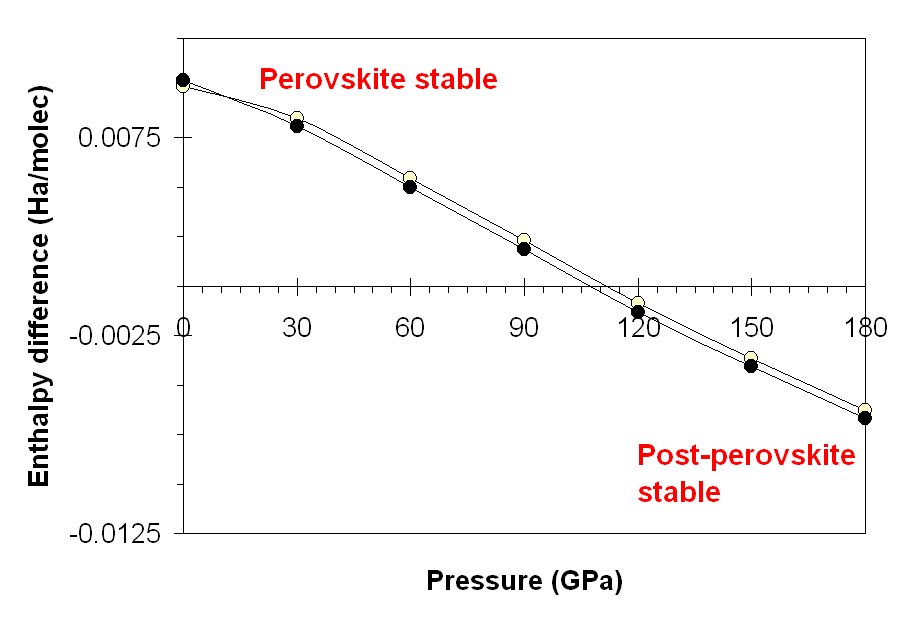 Perovskite stable
0.0075
Enthalpy difference (Ha/molec)
0 30 60 90 120 150 180
-0.0025
Post-perovskite
stable
-0.0125
Pressure (GPa)